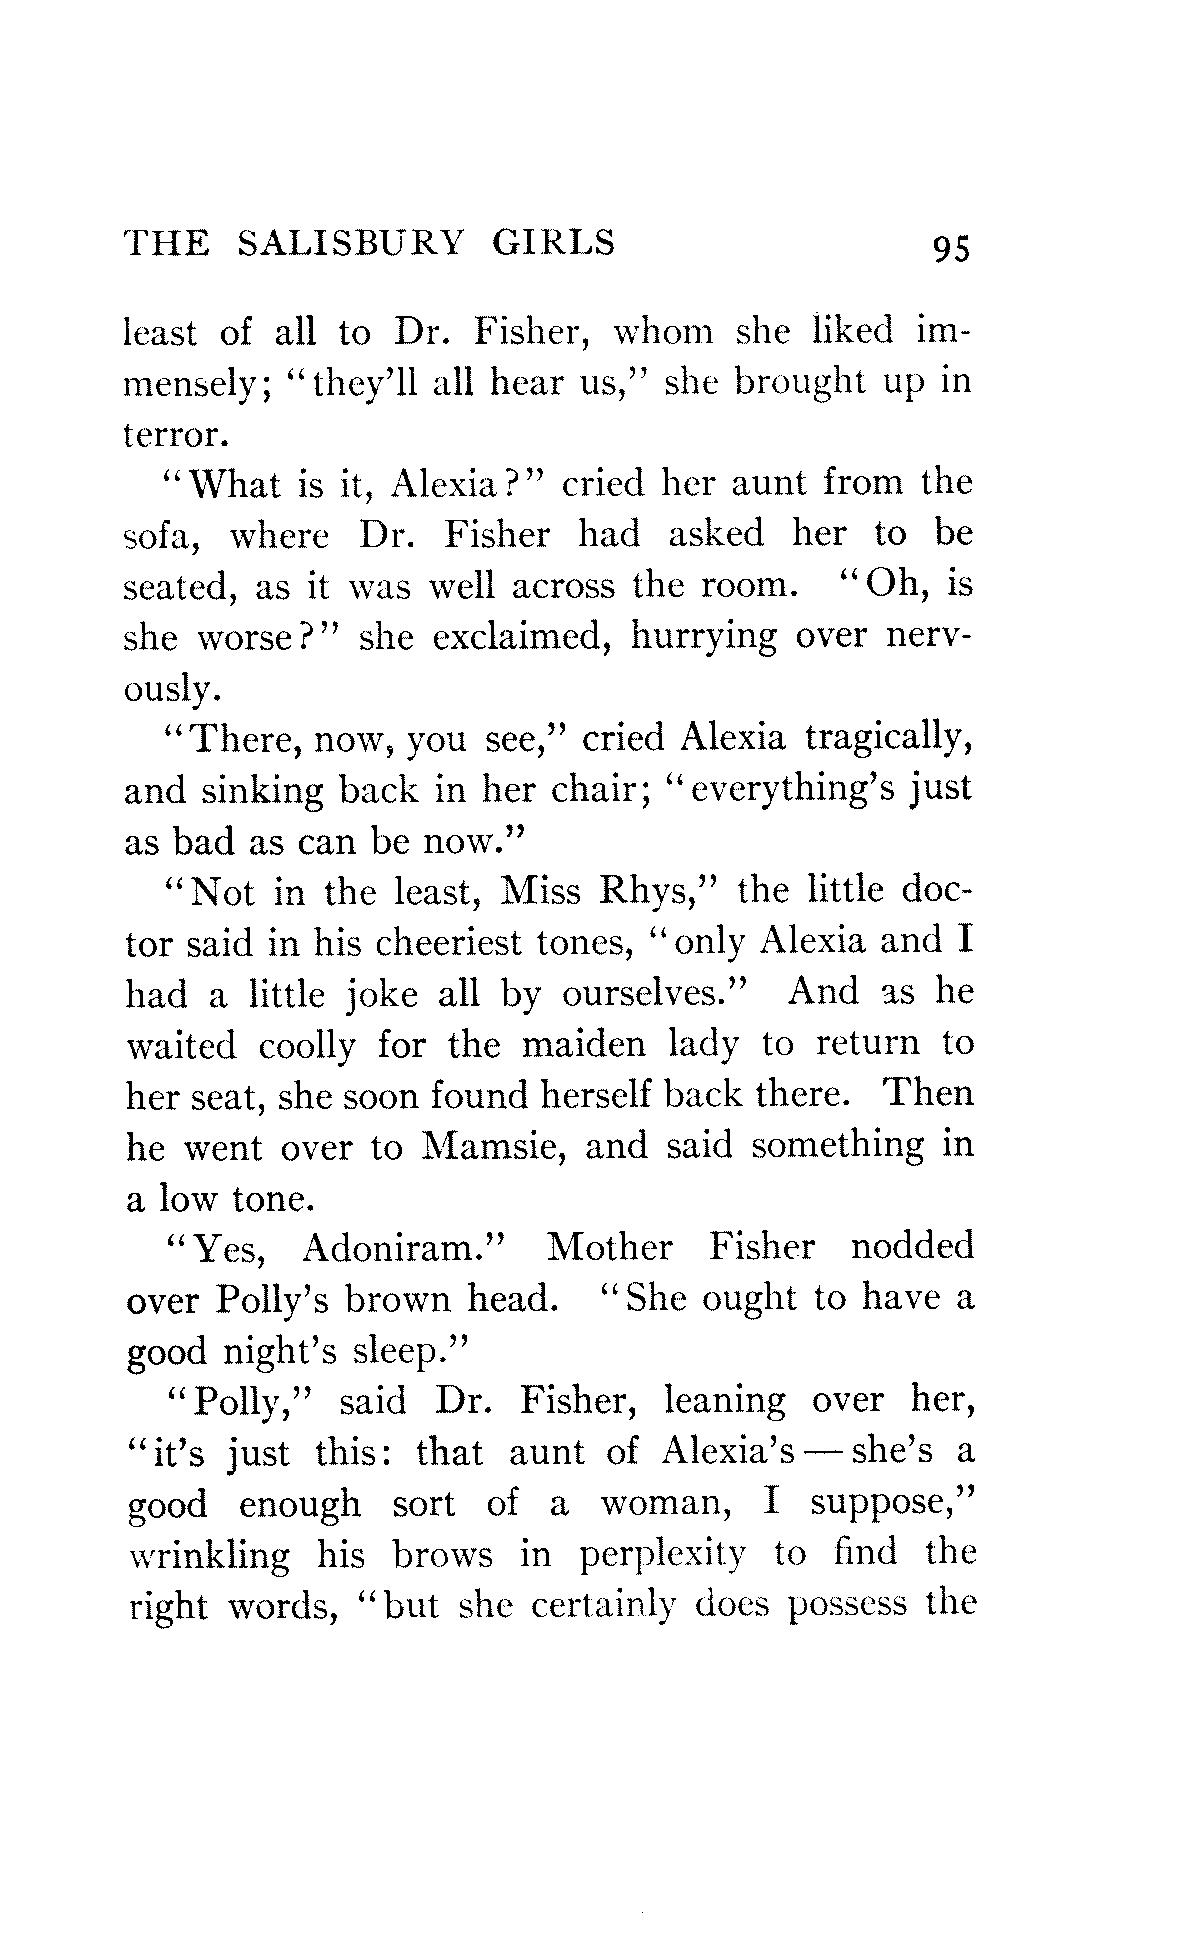 THE SALISBURY GIRLS 95
least of all to Dr. Fisher, whom she liked im-
mensely; "they'll all hear us," she brought up in
terror.
"What is it, Alexia?" cried her aunt from the
sofa, where Dr. Fisher had asked her to be
seated, as it was well across the room. "Oh, is
she worse?" she exclaimed, hurrying over nerv-
ously.
"There, now, you see," cried Alexia tragically,
and sinking back in her chair; "everything's just
as bad as can be now."
"Not in the least, Miss Rhys," the little doc-
tor said in his cheeriest tones, "only Alexia and I
had a little joke all by ourselves." And as he
waited coolly for the maiden lady to return to
her seat, she soon found herself back there. Then
he went over to Mamsie, and said something in
a low tone.
"Yes, Adoniram." Mother Fisher nodded
over Polly's brown head. "She ought to have a
good night's sleep."
"Polly," said Dr. Fisher, leaning over her,
"it's just this: that aunt of Alexia's — she's a
good enough sort of a woman, I suppose,"
wrinkling his brows in perplexity to find the
right words, "but she certainly does possess the